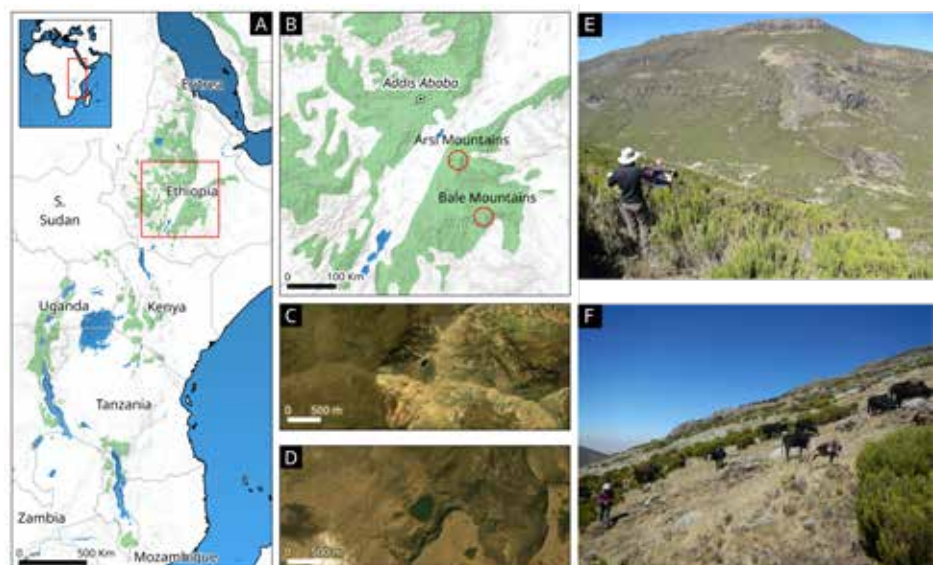 A
Eritrea
Ethiopia
S.
Sudan
Uganda
Kenya
Tanzania
Zambia
Mozambique
0 500 Km
B
Addis Ababa
Arsi Mountains
Bale Mountains
0 100 Km
C
0 500 m
D
0 500 m
E
F